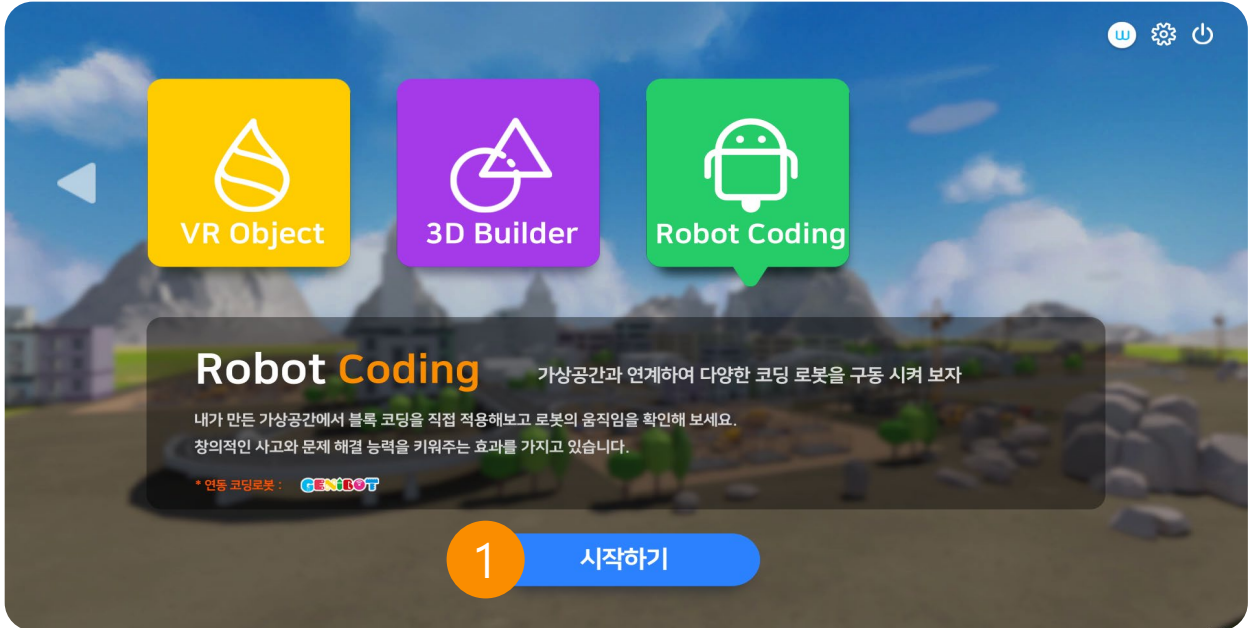 W
VR Object
3D Builder
Robot Coding
Robot Coding 가상공간과 연계하여 다양한 코딩 로봇을 구동 시켜 보자
내가 만든 가상공간에서 블록 코딩을 직접 적용해보고 로봇의 움직임을 확인해 보세요.
창의적인 사고와 문제 해결 능력을 키워주는 효과를 가지고 있습니다.
* 연동 코딩로봇 : GENIBOT
1 시작하기